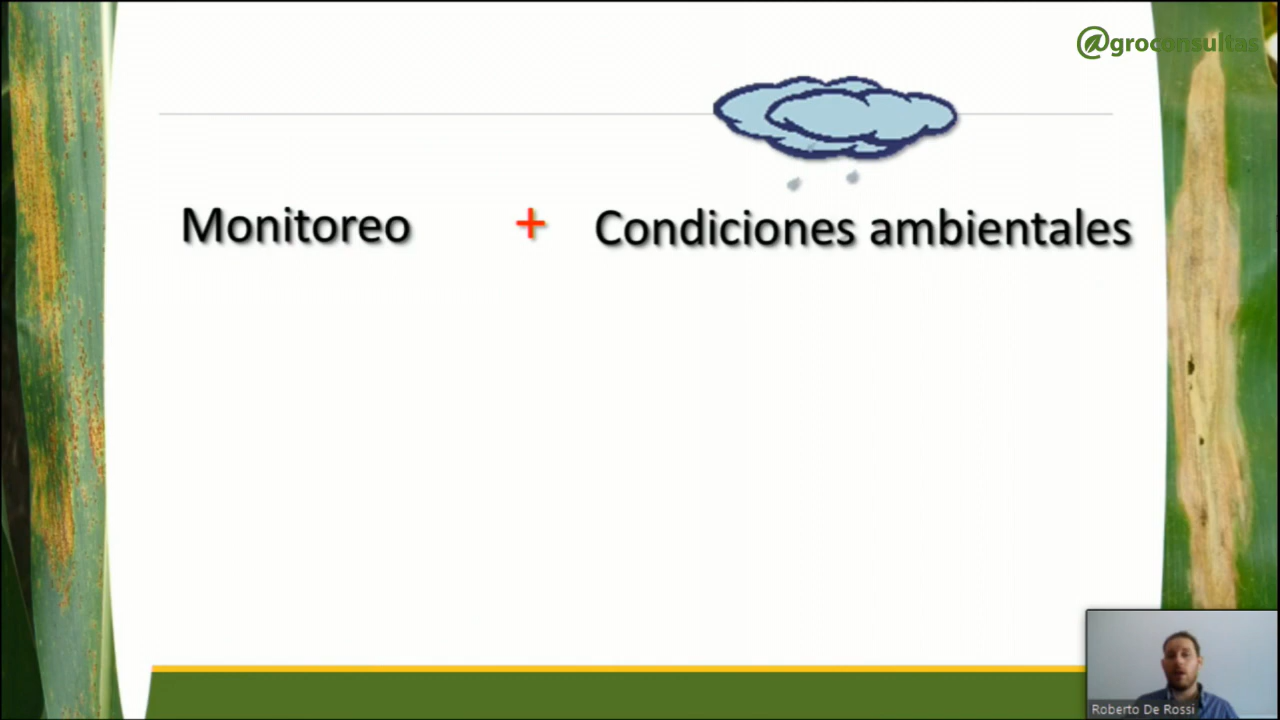 @groconsultas
Monitoreo + Condiciones ambientales
Roberto De Rossi